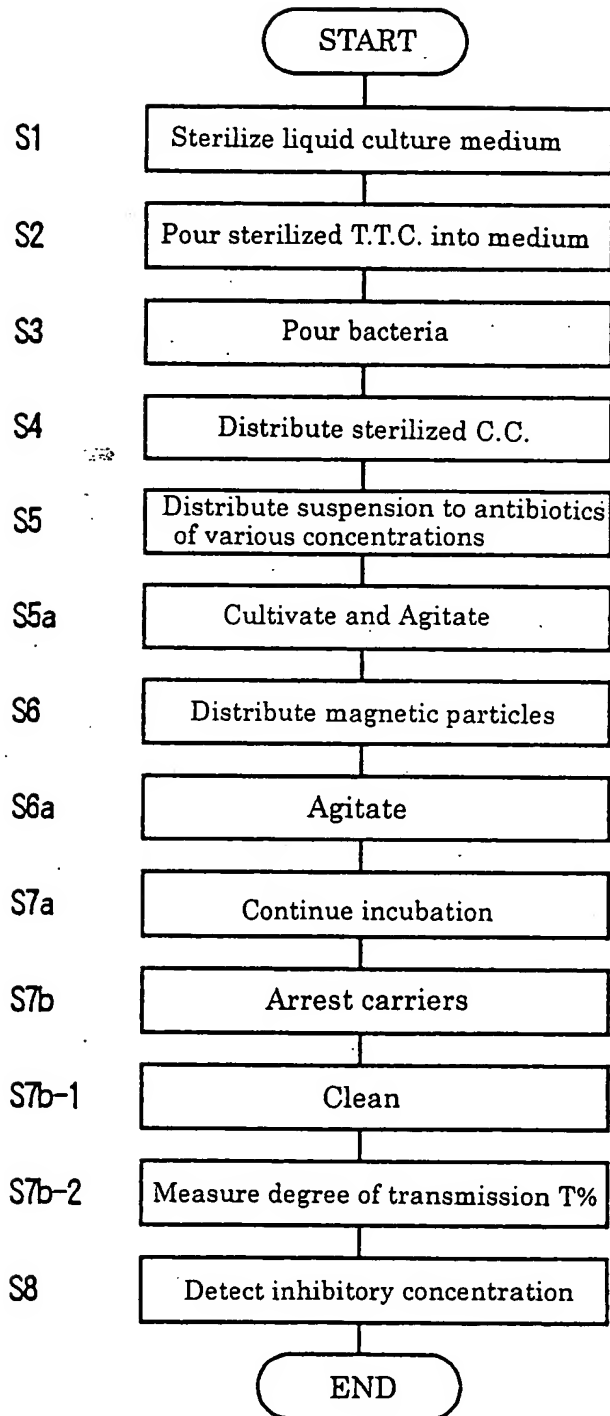 START
S1 Sterilize liquid culture medium
S2 Pour sterilized T.T.C. into medium
S3 Pour bacteria
S4 Distribute sterilized C.C.
S5 Distribute suspension to antibiotics
of various concentrations
S5a Cultivate and Agitate
S6 Distribute magnetic particles
S6a Agitate
S7a Continue incubation
S7b Arrest carriers
S7b-1 Clean
S7b-2 Measure degree of transmission T%
S8 Detect inhibitory concentration
END